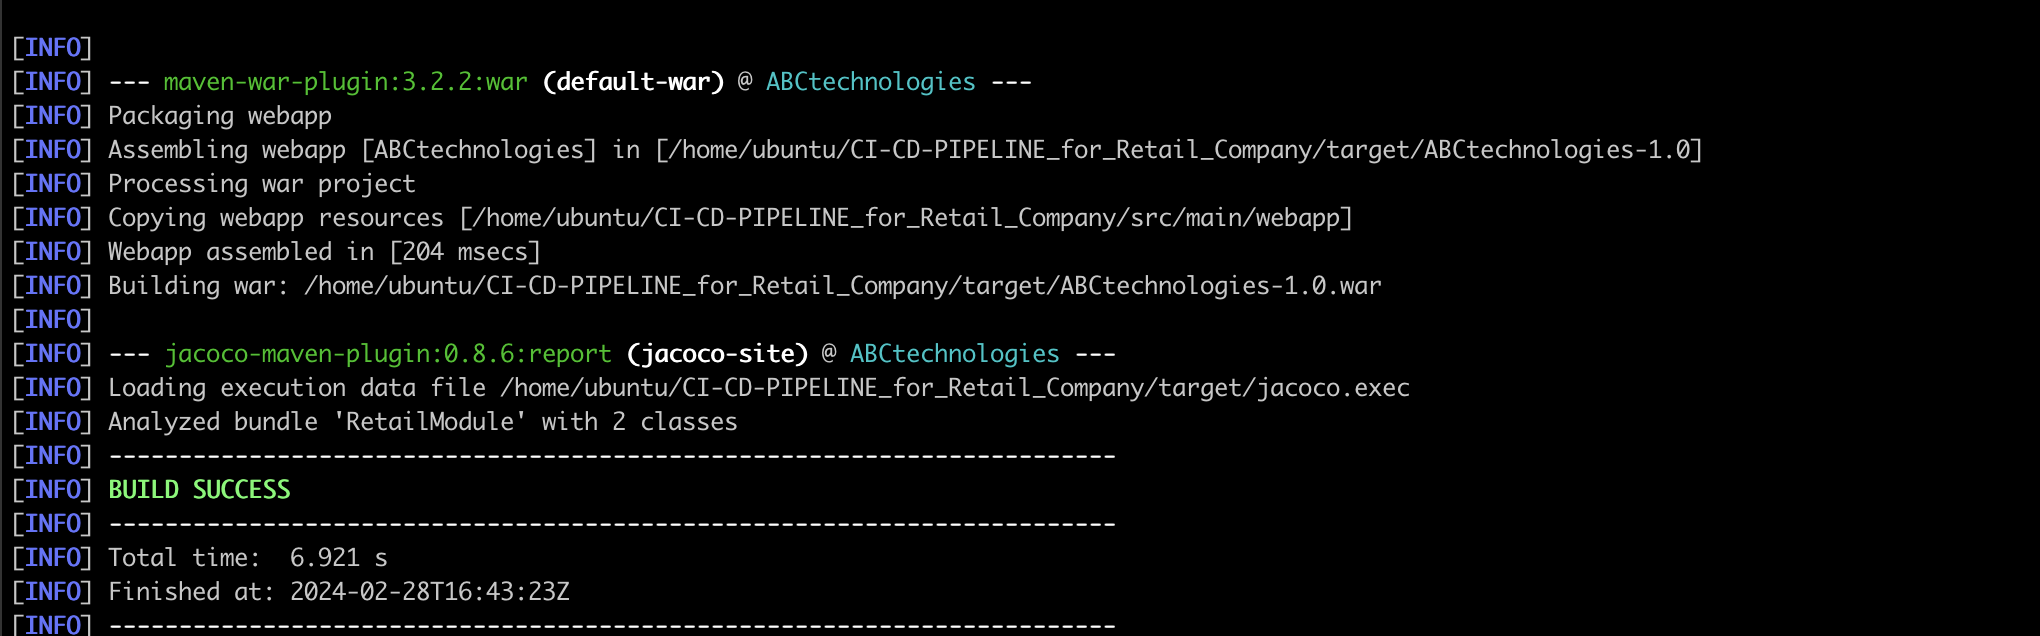 [INFO]
[INFO] --- maven-war-plugin:3.2.2:war (default-war) @ ABCtechnologies ---
[INFO] Packaging webapp
[INFO] Assembling webapp [ABCtechnologies] in [/home/ubuntu/CI-CD-PIPELINE_for_Retail_Company/target/ABCtechnologies-1.0]
[INFO] Processing war project
[INFO] Copying webapp resources [/home/ubuntu/CI-CD-PIPELINE_for_Retail_Company/src/main/webapp]
[INFO] Webapp assembled in [204 msecs]
[INFO] Building war: /home/ubuntu/CI-CD-PIPELINE_for_Retail_Company/target/ABCtechnologies-1.0.war
[INFO]
[INFO] --- jacoco-maven-plugin:0.8.6:report (jacoco-site) @ ABCtechnologies ---
[INFO] Loading execution data file /home/ubuntu/CI-CD-PIPELINE_for_Retail_Company/target/jacoco.exec
[INFO] Analyzed bundle 'RetailModule' with 2 classes
[INFO] ------------------------------------------------------------------------
[INFO] BUILD SUCCESS
[INFO] ------------------------------------------------------------------------
[INFO] Total time:  6.921 s
[INFO] Finished at: 2024-02-28T16:43:23Z
[INFO] ------------------------------------------------------------------------